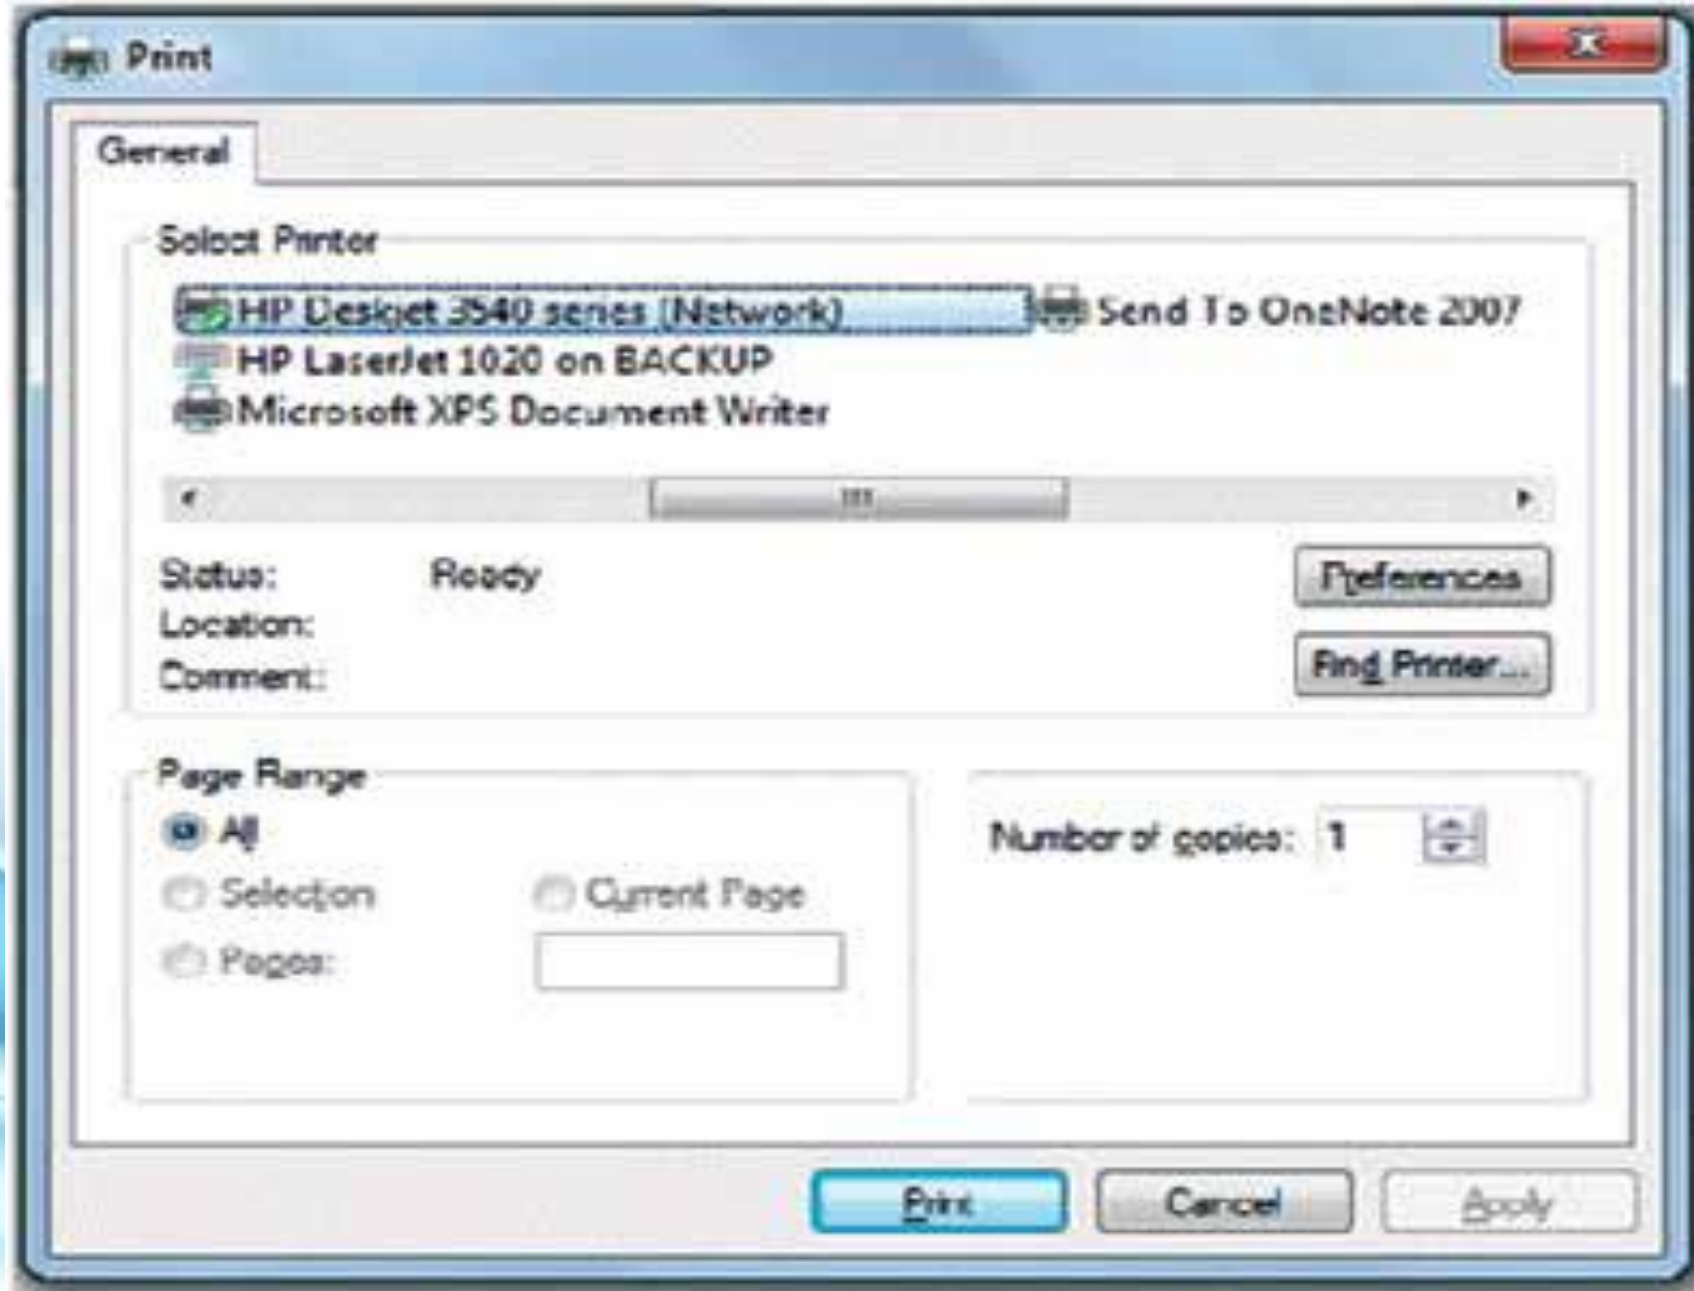 Print
General
Select Printer
HP Deskjet 3540 series (Network)
Send To OneNote 2007
HP LaserJet 1020 on BACKUP
Microsoft XPS Document Writer
Status: Ready
Location:
Comment:
Preferences
Find Printer...
Page Range
All
Selection
Current Page
Pages:
Number of copies: 1
Print
Cancel
Apply